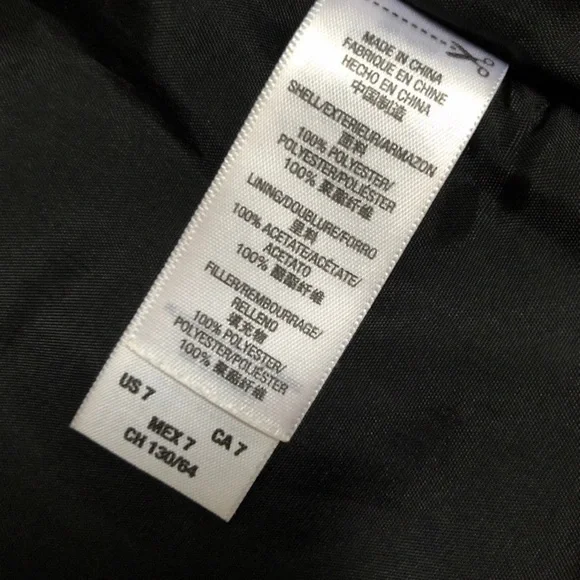 MADE IN CHINA
FABRIQUE EN CHINE
HECHO EN CHINA
中国制造
SHELL/EXTERIEUR/ARMAZON
面料
100% POLYESTER/
POLYESTER/POLIÉSTER
100% 聚酯纤维
LINING/DOUBLURE/FORRO
里料
100% ACETATE/ACÉTATE/
ACETATO
100% 醋酯纤维
FILLER/REMBOURRAGE/
RELLENO
填充物
100% POLYESTER/
POLYESTER/POLIÉSTER
100% 聚酯纤维
US 7 CA 7
MEX 7
CH 130/64